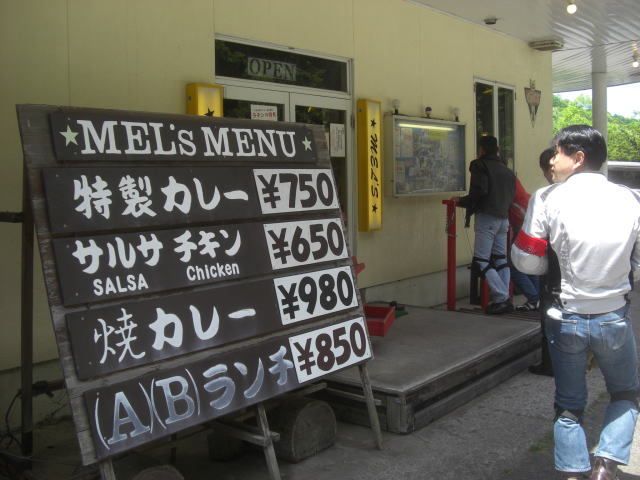 OPEN
MEL'S MENU
特製カレー ¥750
サルサチキン ¥650
SALSA Chicken
焼カレー ¥980
(A)(B)ランチ ¥850
MEL'S